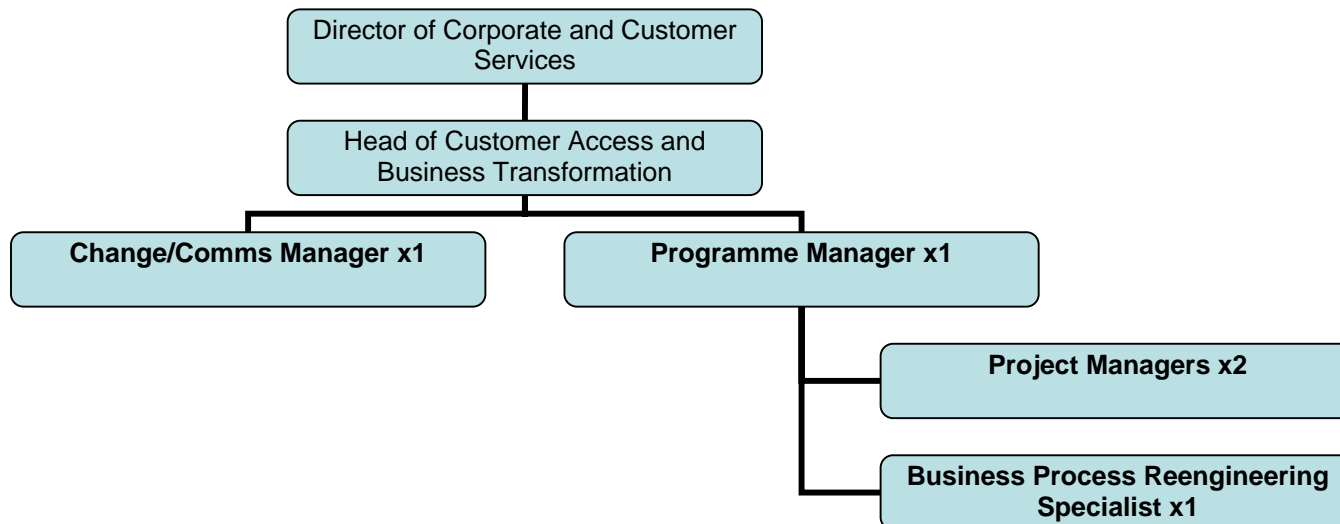 Director of Corporate and Customer
Services
Head of Customer Access and
Business Transformation
Change/Comms Manager x1
Programme Manager x1
Project Managers x2
Business Process Reengineering
Specialist x1